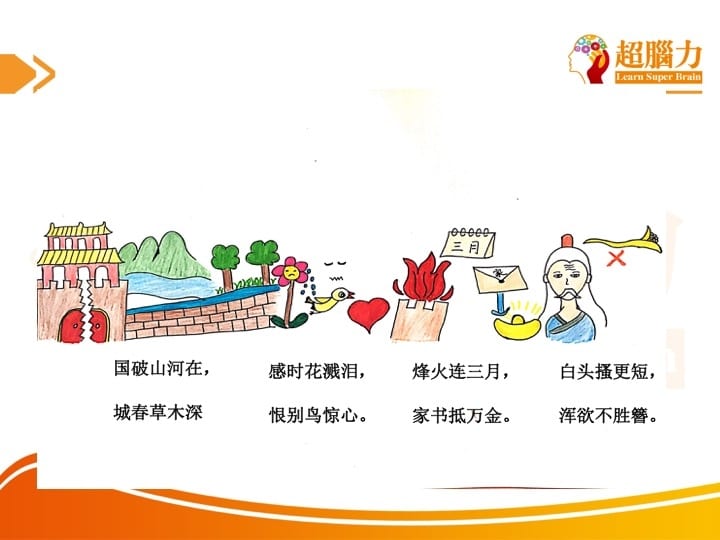 超腦力
Learn Super Brain
三月
国破山河在，
城春草木深
感时花溅泪，
恨别鸟惊心。
烽火连三月，
家书抵万金。
白头搔更短，
浑欲不胜簪。